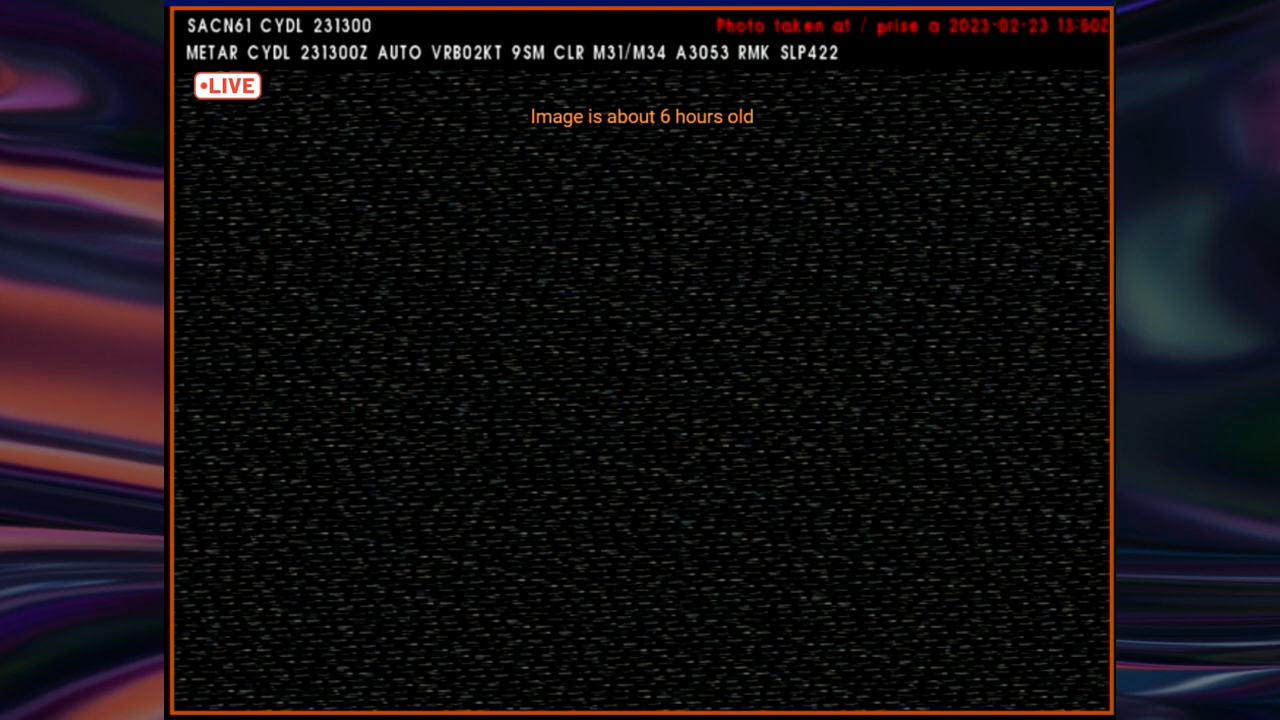 SACN61 CYDL 231300
Photo taken at / prise a 2023-02-23 13:50Z
METAR CYDL 231300Z AUTO VRB02KT 9SM CLR M31/M34 A3053 RMK SLP422
•LIVE
Image is about 6 hours old